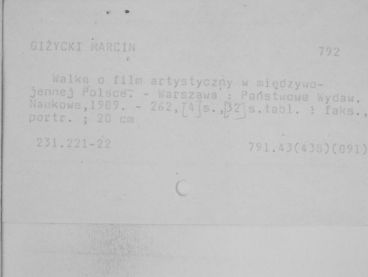 GIŻYCKI MARCIN 792
Walka o film artystyczny w międzywo-
jennej Polsce. - Warszawa : Państwowe Wydaw.
Naukowe, 1989. - 262,[4]s.,[32]s.tabl. : faks.,
portr. ; 20 cm
231.221-22 791.43(438)(091)